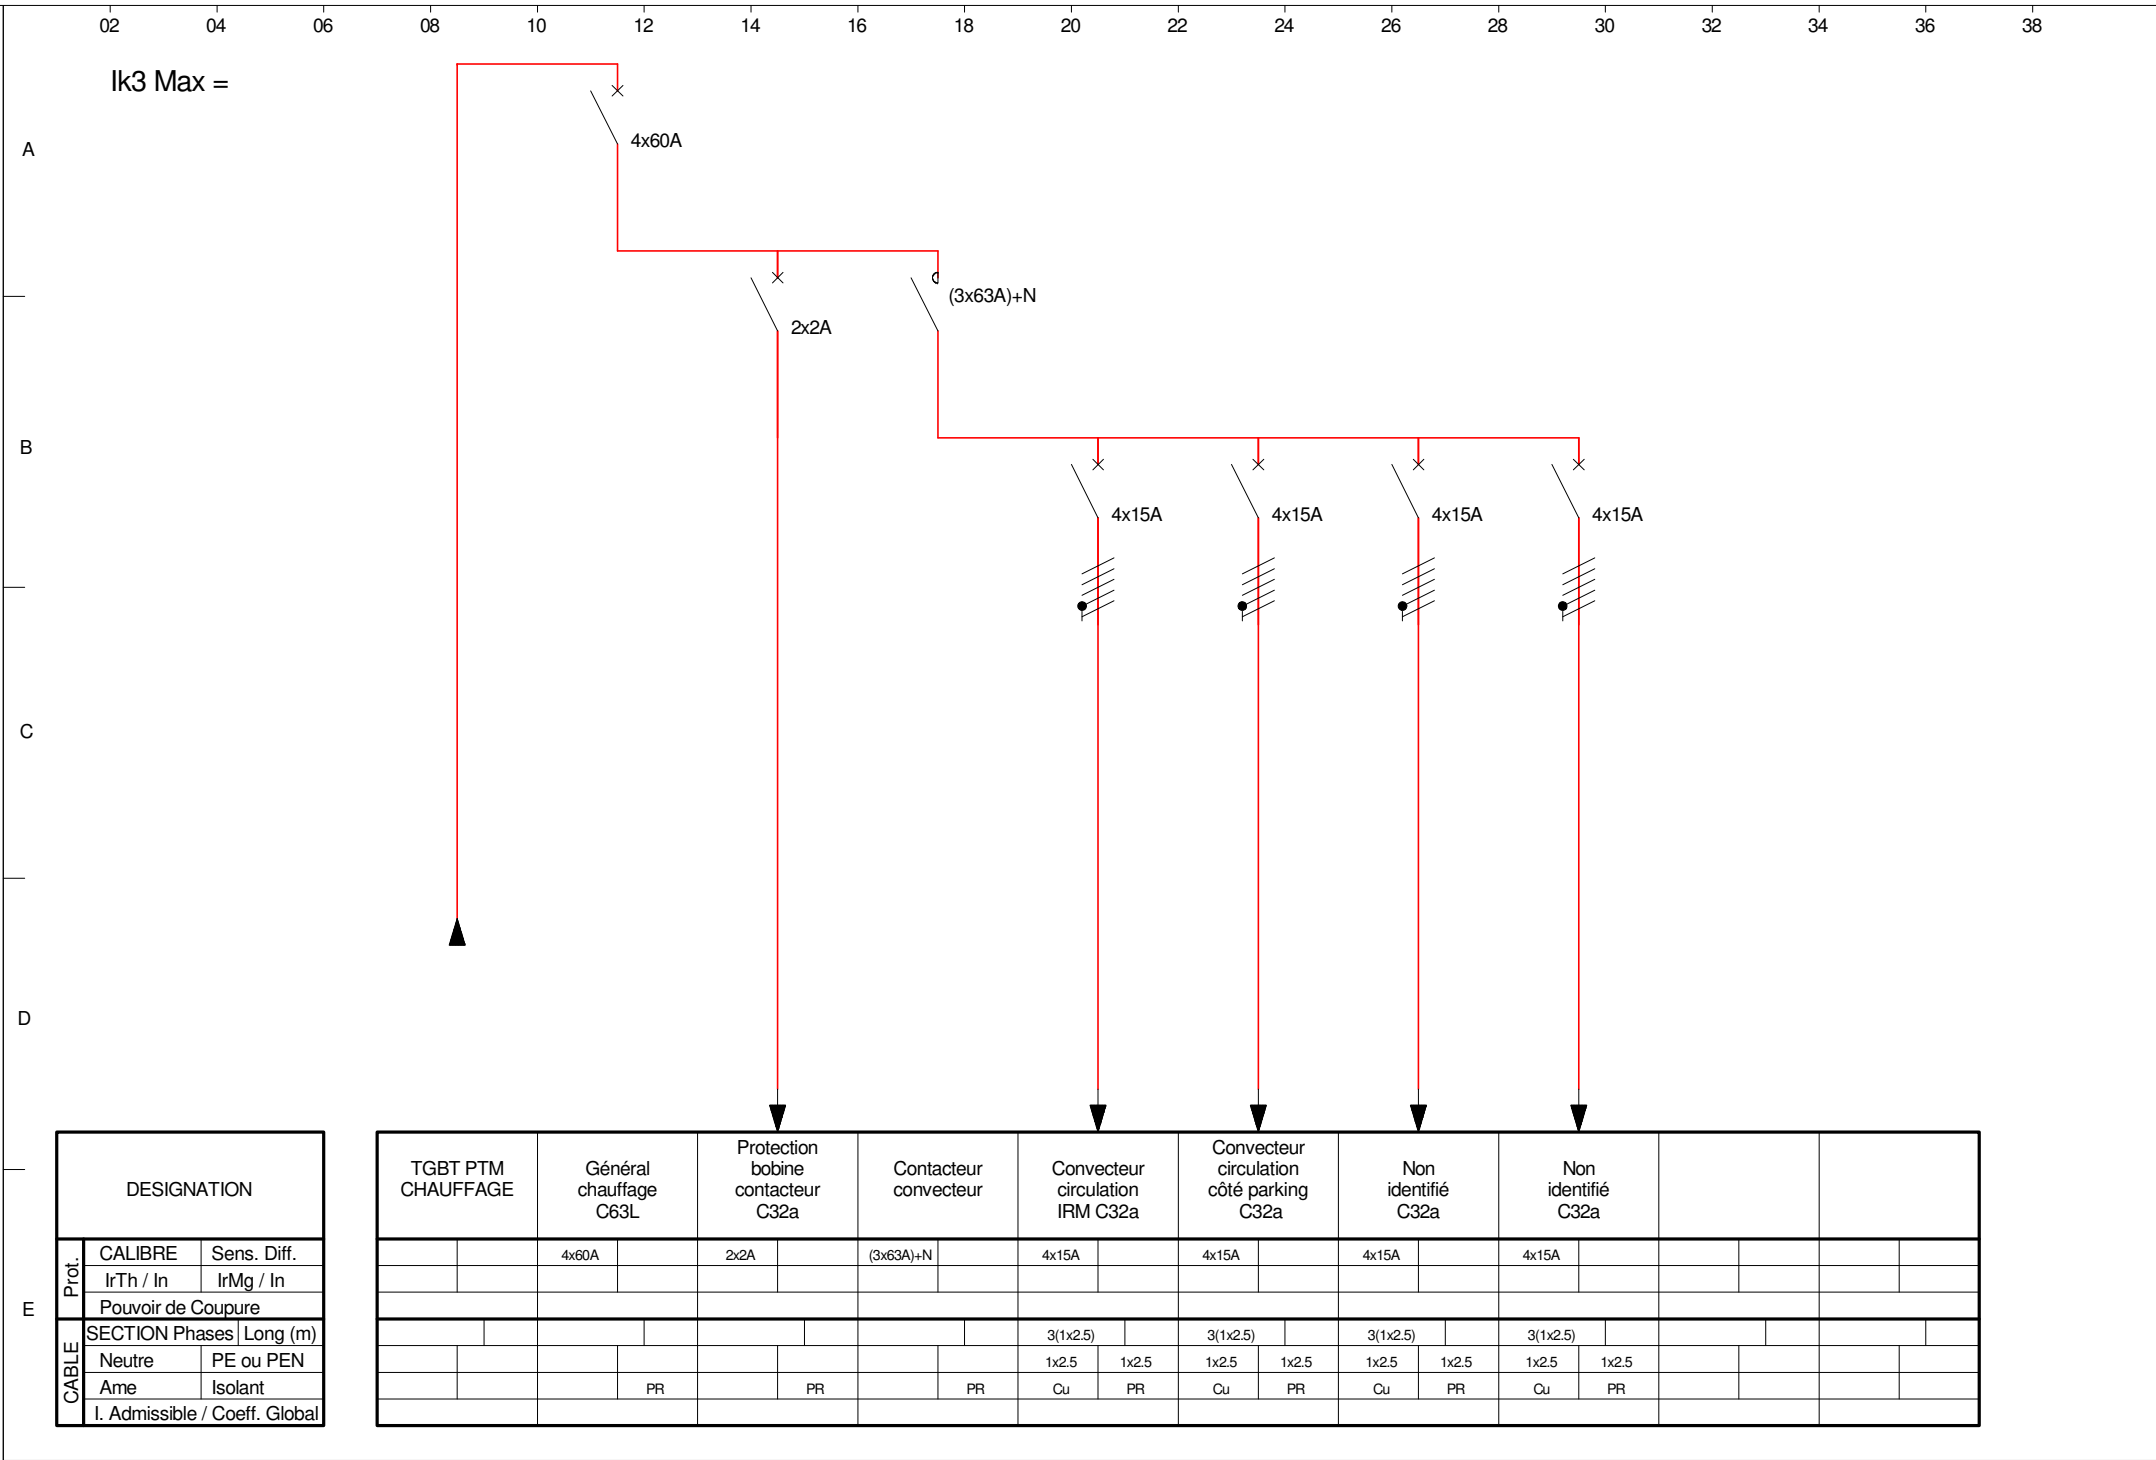 02 04 06 08 10 12 14 16 18 20 22 24 26 28 30 32 34 36 38
Ik3 Max =
A
4x60A
(3x63A)+N
2x2A
B
4x15A 4x15A 4x15A 4x15A
C
D
DESIGNATION
TGBT PTM
CHAUFFAGE
Général
chauffage
C63L
Protection
bobine
contacteur
C32a
Contacteur
convecteur
Convecteur
circulation
IRM C32a
Convecteur
circulation
côté parking
C32a
Non
identifié
C32a
Non
identifié
C32a
E
Prot.
CALIBRE Sens. Diff. 4x60A 2x2A (3x63A)+N 4x15A 4x15A 4x15A 4x15A
IrTh / In IrMg / In
Pouvoir de Coupure
CABLE
SECTION Phases Long (m) 3(1x2.5) 3(1x2.5) 3(1x2.5) 3(1x2.5)
Neutre PE ou PEN 1x2.5 1x2.5 1x2.5 1x2.5 1x2.5 1x2.5 1x2.5 1x2.5
Ame Isolant PR PR PR Cu PR Cu PR Cu PR Cu PR
I. Admissible / Coeff. Global